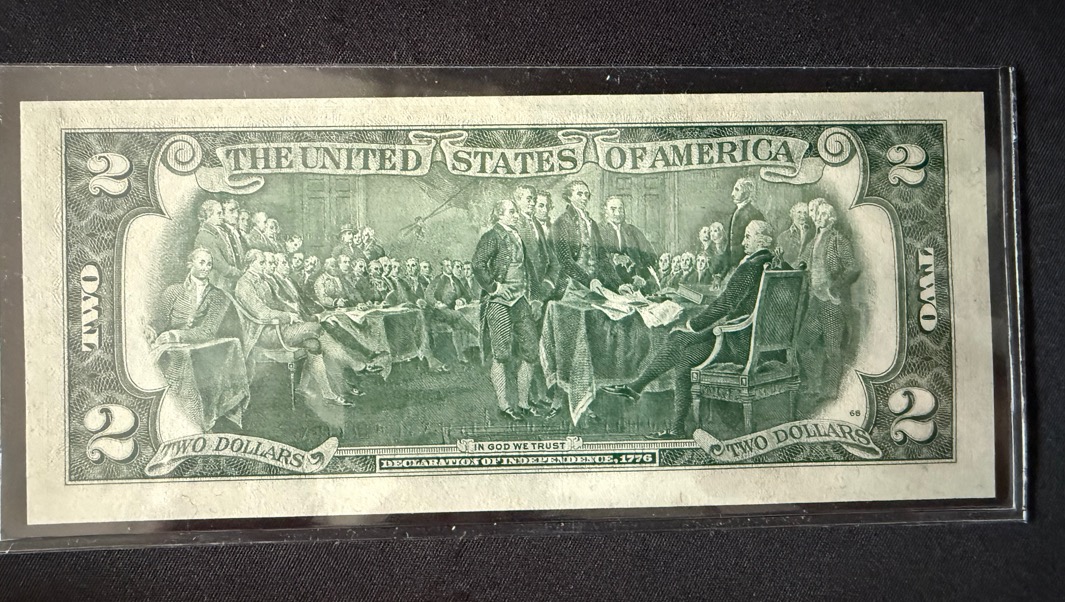 THE UNITED STATES OF AMERICA
2
2
TWO
TWO
2
2
68
TWO DOLLARS
IN GOD WE TRUST
TWO DOLLARS
DECLARATION OF INDEPENDENCE, 1776